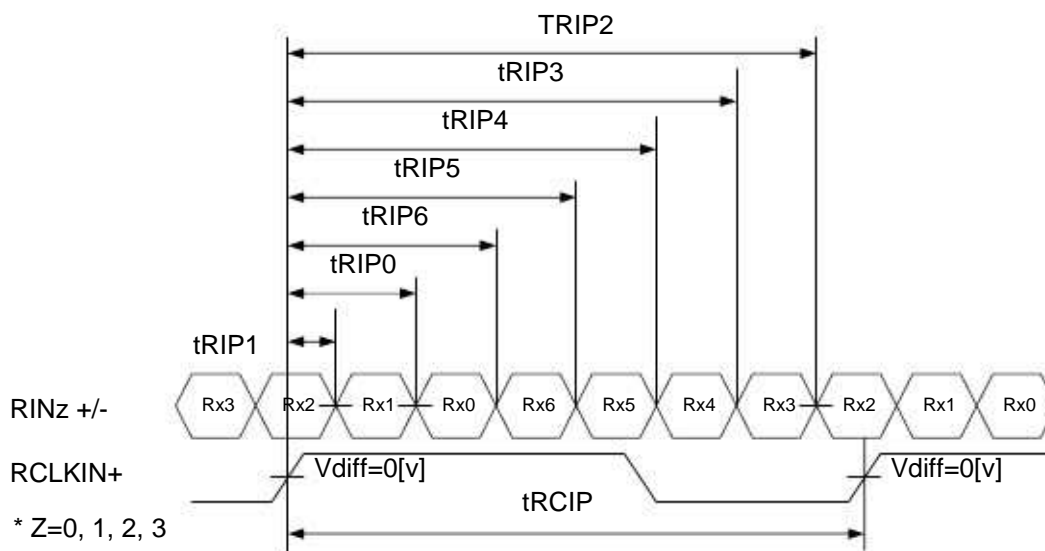 TRIP2
tRIP3
tRIP4
tRIP5
tRIP6
tRIP0
tRIP1
RINz +/- Rx3 Rx2 Rx1 Rx0 Rx6 Rx5 Rx4 Rx3 Rx2 Rx1 Rx0
RCLKIN+ Vdiff=0[v] Vdiff=0[v]
tRCIP
* Z=0, 1, 2, 3